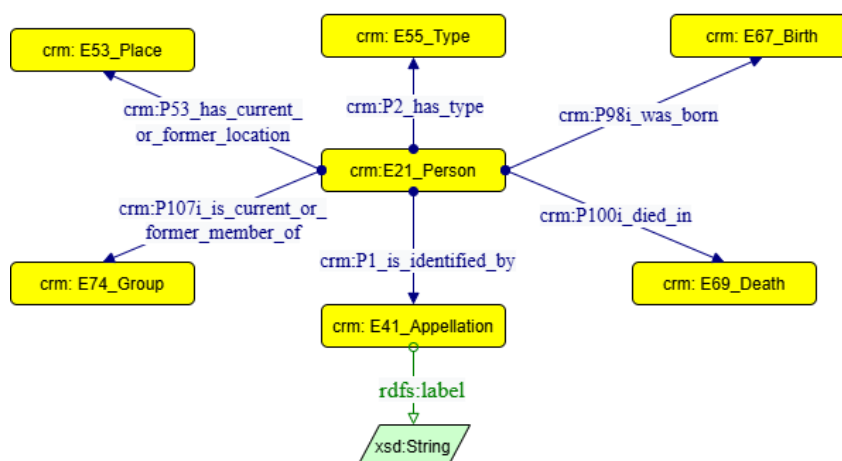 crm: E53_Place
crm: E55_Type
crm: E67_Birth
crm:P53_has_current_
or_former_location
crm:P2_has_type
crm:P98i_was_born
crm:E21_Person
crm:P107i_is_current_or_
former_member_of
crm:P1_is_identified_by
crm:P100i_died_in
crm: E74_Group
crm: E41_Appellation
crm: E69_Death
rdfs:label
xsd:String